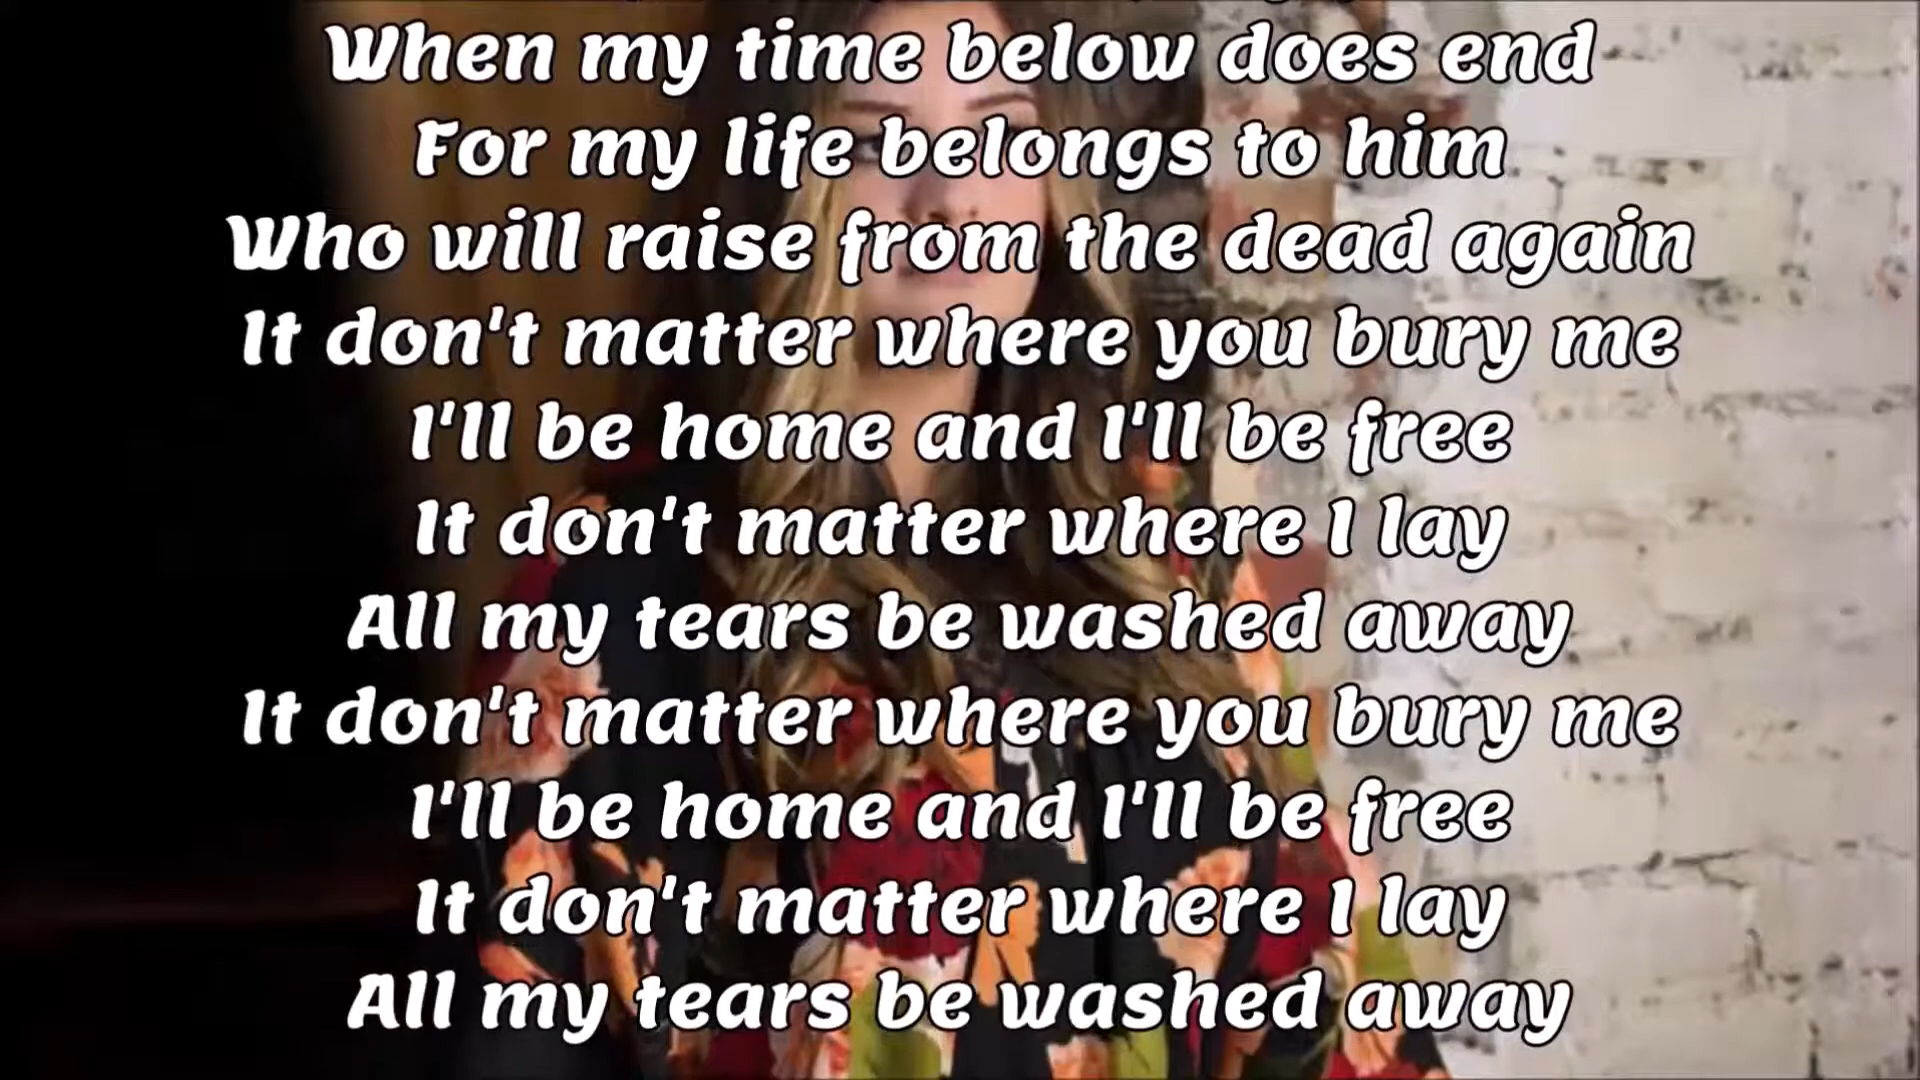 When my time below does end
For my life belongs to him
Who will raise from the dead again
It don't matter where you bury me
I'll be home and I'll be free
It don't matter where I lay
All my tears be washed away
It don't matter where you bury me
I'll be home and I'll be free
It don't matter where I lay
All my tears be washed away